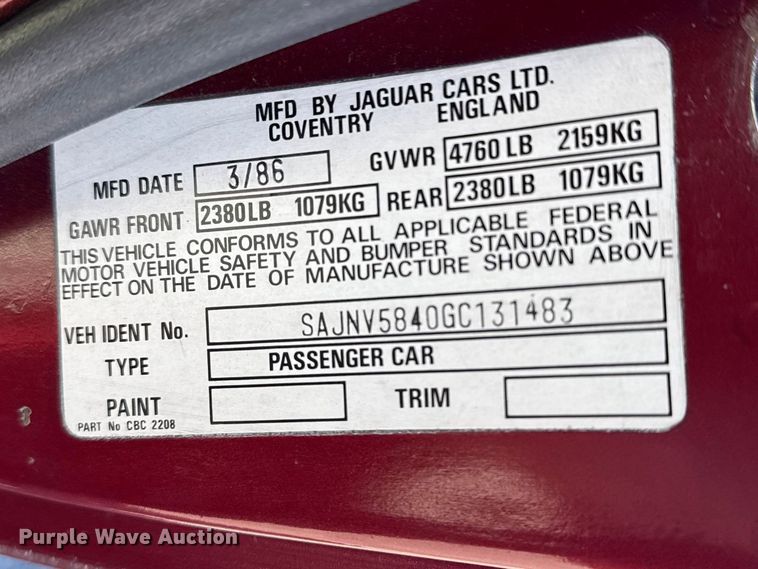 MFD BY JAGUAR CARS LTD.
COVENTRY ENGLAND
MFD DATE 3/86 GVWR 4760 LB 2159KG
GAWR FRONT 2380LB 1079KG REAR 2380LB 1079KG
THIS VEHICLE CONFORMS TO ALL APPLICABLE FEDERAL
MOTOR VEHICLE SAFETY AND BUMPER STANDARDS IN
EFFECT ON THE DATE OF MANUFACTURE SHOWN ABOVE
VEH IDENT No. SAJNV5840GC131483
TYPE PASSENGER CAR
PAINT TRIM
PART No CBC 2208
Purple Wave Auction